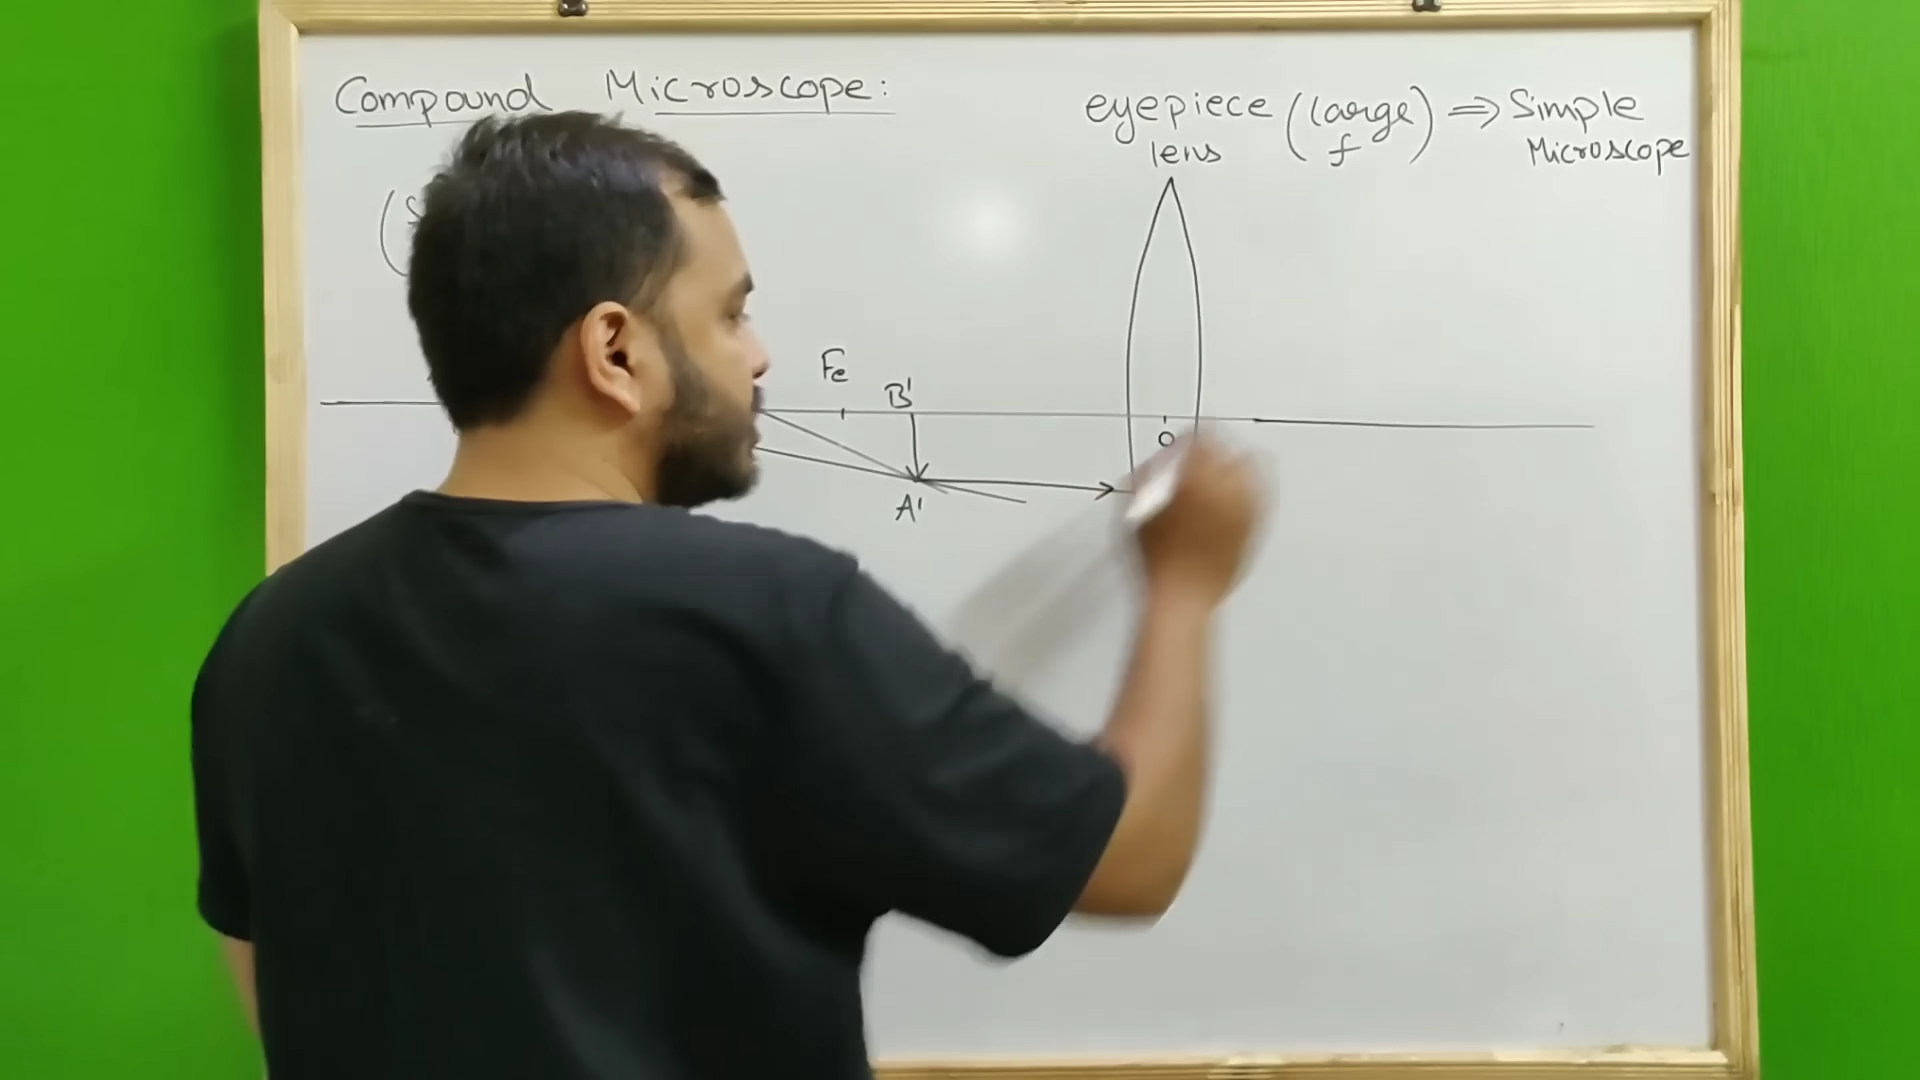 Compound Microscope:
eyepiece (large f) => Simple
lens Microscope
Fe
B'
O
A'